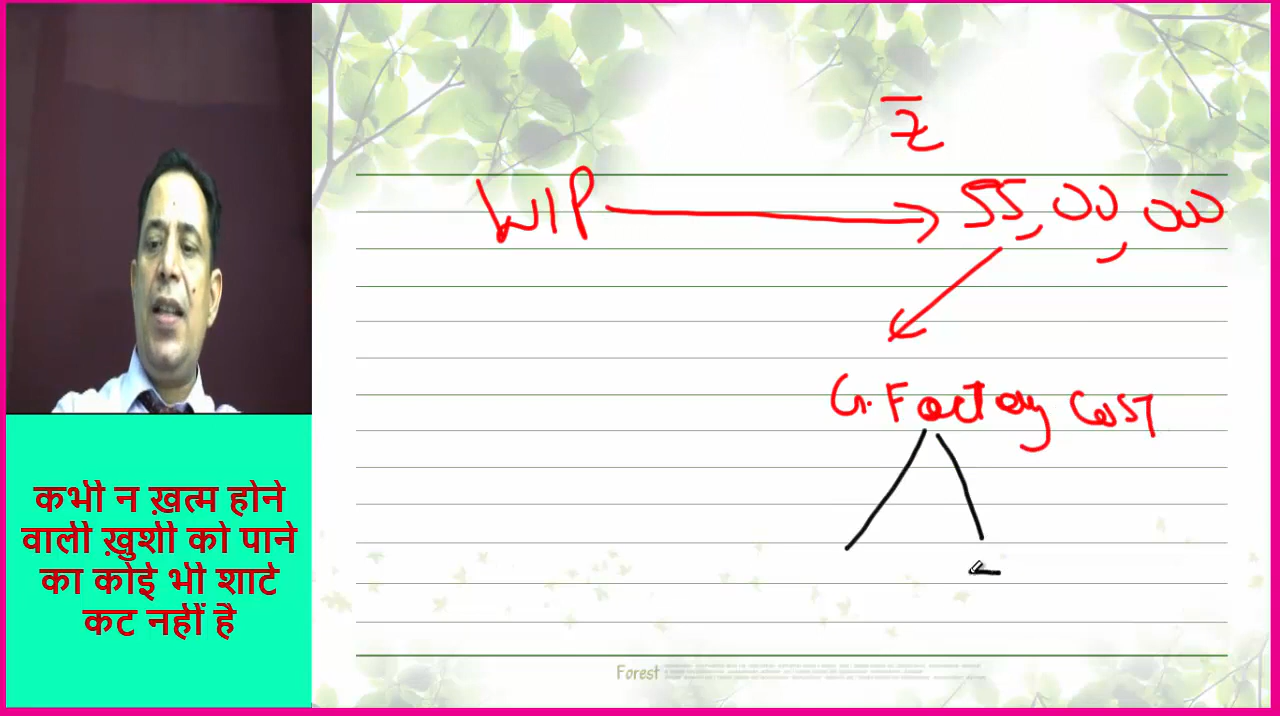 WIP 55,00,000
G. Factory Cost
कभी न ख़त्म होने
वाली ख़ुशी को पाने
का कोई भी शार्ट
कट नहीं है
Forest